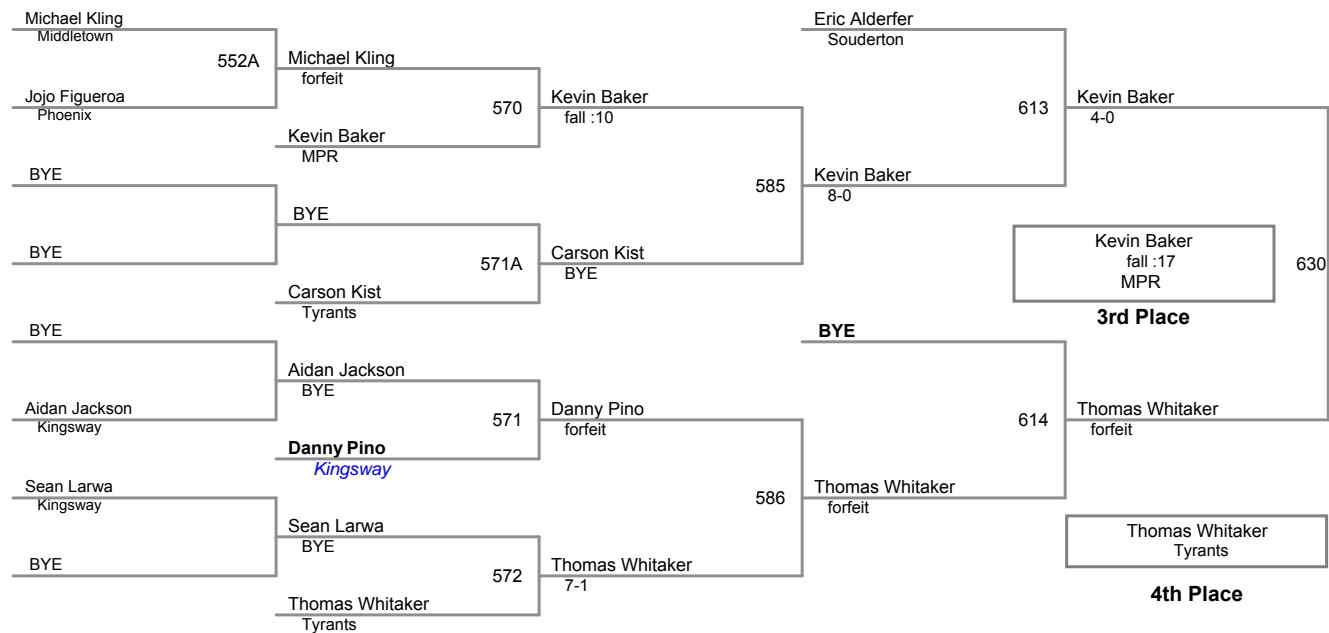 Michael Kling
Middletown
552A
Jojo Figueroa
Phoenix
BYE
BYE
BYE
Aidan Jackson
Kingsway
Sean Larwa
Kingsway
BYE
Michael Kling
forfeit
570
Kevin Baker
MPR
BYE
571A
Carson Kist
Tyrants
Aidan Jackson
BYE
571
Danny Pino
Kingsway
Sean Larwa
BYE
572
Thomas Whitaker
Tyrants
Kevin Baker
fall :10
585
Carson Kist
BYE
Danny Pino
forfeit
586
Thomas Whitaker
7-1
Eric Alderfer
Souderton
613
Kevin Baker
8-0
BYE
614
Thomas Whitaker
forfeit
Kevin Baker
4-0
Kevin Baker
fall :17
MPR
630
3rd Place
Thomas Whitaker
forfeit
Thomas Whitaker
Tyrants
4th Place